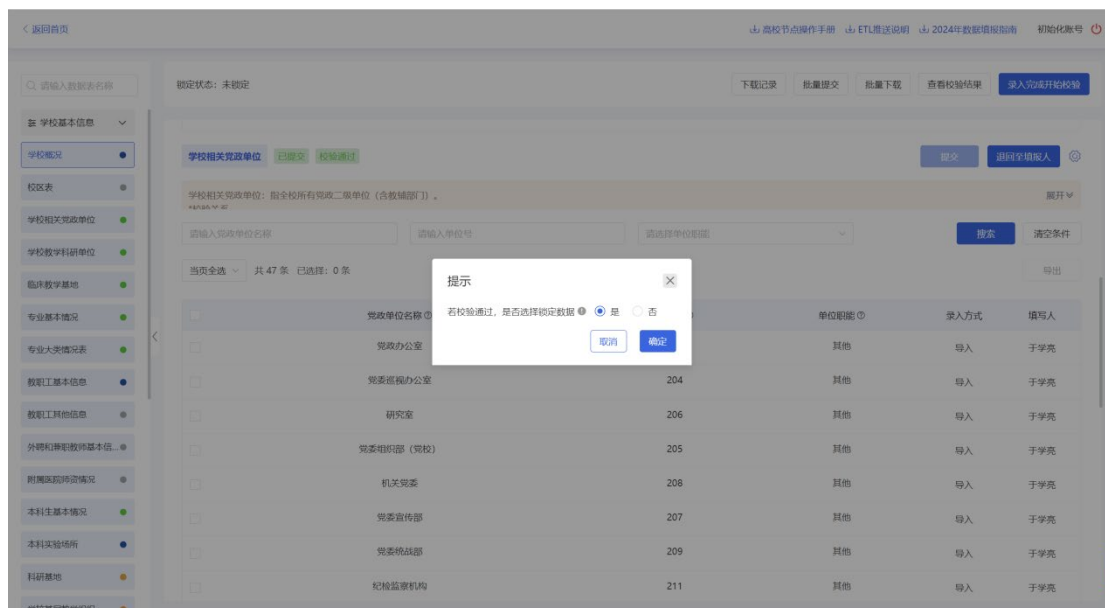 返回首页 高校节点操作手册 ETL推送说明 2024年数据填报指南 初始化账号
请输入数据表名称 锁定状态：未锁定 下载记录 批量提交 批量下载 查看校验结果 录入完成开始校验
学校基本信息
学校概况 学校相关党政单位 已提交 校验通过 提交 退回至填报人
校区表 学校相关党政单位：指全校所有党政二级单位（含教辅部门）。 展开
学校相关党政单位 请输入党政单位名称 请输入单位号 请选择单位职能 搜索 清空条件
学校教学科研单位
临床教学基地 当页全选 共 47 条 已选择：0 条 导出
提示
专业基本情况 党政单位名称 单位职能 录入方式 填写人
若校验通过，是否选择锁定数据 是 否
取消 确定
专业大类情况表 党政办公室 其他 导入 于学亮
教职工基本信息 党委巡视办公室 204 其他 导入 于学亮
教职工其他信息 研究室 206 其他 导入 于学亮
外聘和兼职教师基本信... 党委组织部（党校） 205 其他 导入 于学亮
附属医院师资情况 机关党委 208 其他 导入 于学亮
本科生基本情况 党委宣传部 207 其他 导入 于学亮
本科实验场所 党委统战部 209 其他 导入 于学亮
科研基地 纪检监察机构 211 其他 导入 于学亮